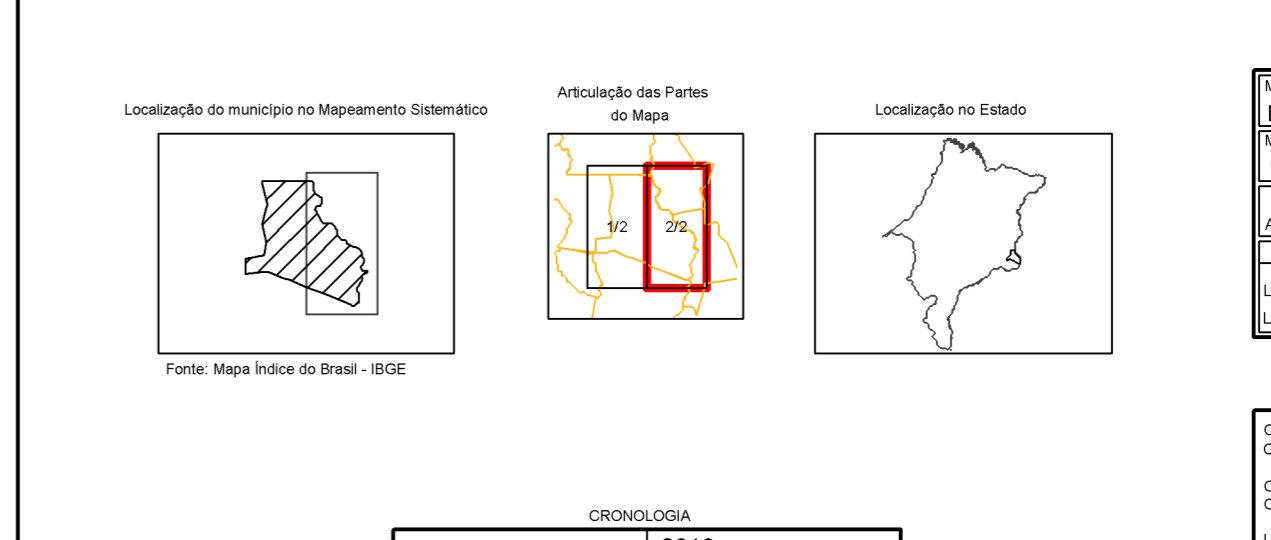 Localização do município no Mapeamento Sistemático
Articulação das Partes
do Mapa
Localização no Estado
1/2
2/2
Fonte: Mapa Índice do Brasil - IBGE
CRONOLOGIA